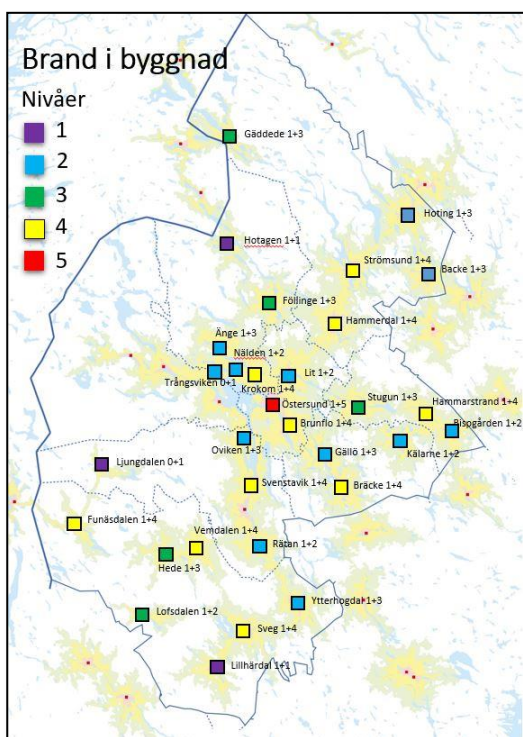 Brand i byggnad
Nivåer
1
2
3
4
5
Gäddede 1+3
Hoting 1+3
Hotagen 1+1
Strömsund 1+4
Backe 1+3
Föllinge 1+3
Hammerdal 1+4
Änge 1+3
Nälden 1+2
Trångsviken 0+1
Krokom 1+4
Lit 1+2
Östersund 1+5
Stugun 1+3
Hammarstrand 1+4
Brunflo 1+4
Bispgården 1+2
Oviken 1+3
Gällö 1+3
Kälarne 1+2
Ljungdalen 0+1
Svenstavik 1+4
Bräcke 1+4
Funäsdalen 1+4
Vemdalen 1+4
Rätan 1+2
Hede 1+3
Ytterhogdal 1+3
Lofsdalen 1+2
Sveg 1+4
Lillhärdal 1+1